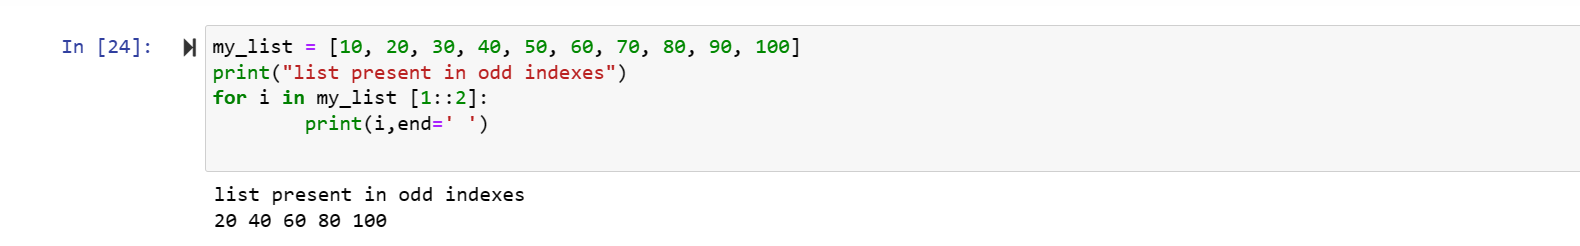 In [24]: my_list = [10, 20, 30, 40, 50, 60, 70, 80, 90, 100]
print("list present in odd indexes")
for i in my_list [1::2]:
        print(i,end=' ')
list present in odd indexes
20 40 60 80 100